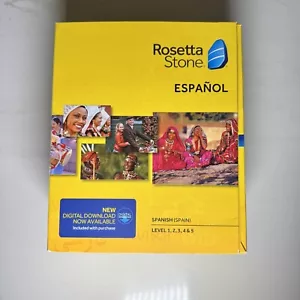 Rosetta
Stone
ESPAÑOL
NEW
DIGITAL DOWNLOAD
NOW AVAILABLE
Included with purchase
SPANISH (SPAIN)
LEVEL 1, 2, 3, 4 & 5